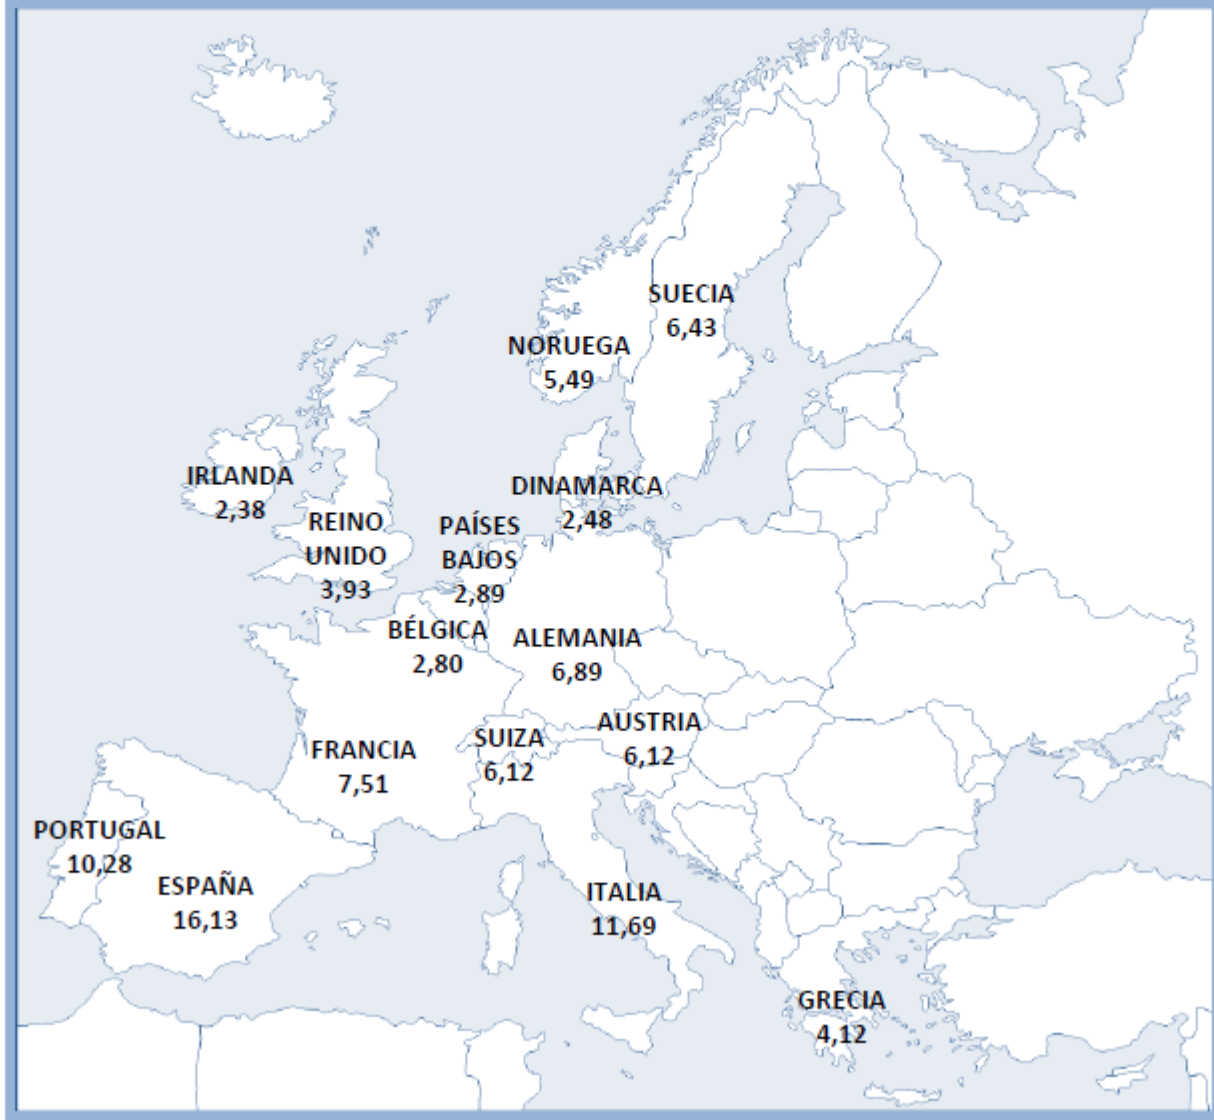 SUECIA
6,43
NORUEGA
5,49
IRLANDA
2,38
DINAMARCA
2,48
REINO
UNIDO
3,93
PAÍSES
BAJOS
2,89
BÉLGICA
2,80
ALEMANIA
6,89
AUSTRIA
6,12
SUIZA
6,12
FRANCIA
7,51
PORTUGAL
10,28
ESPAÑA
16,13
ITALIA
11,69
GRECIA
4,12